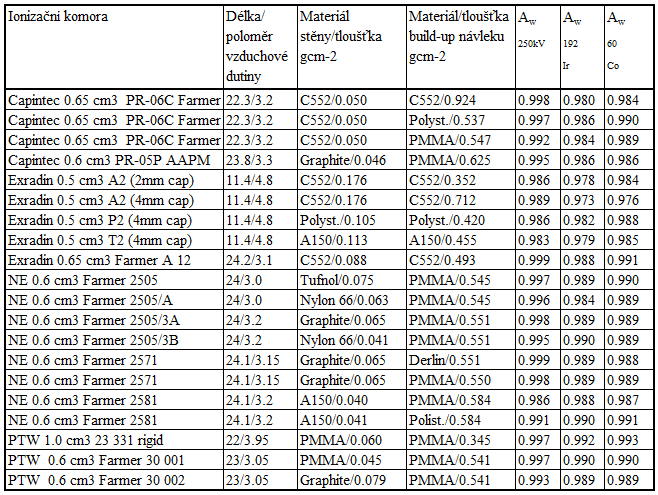 Ionizační komora Délka/ Materiál Materiál/tloušťka Aw Aw Aw
poloměr stěny/tloušťka build-up návleku 250kV 192 60
vzduchové gcm-2 gcm-2 Ir Co
dutiny
Capintec 0.65 cm3 PR-06C Farmer 22.3/3.2 C552/0.050 C552/0.924 0.998 0.980 0.984
Capintec 0.65 cm3 PR-06C Farmer 22.3/3.2 C552/0.050 Polyst./0.537 0.997 0.986 0.990
Capintec 0.65 cm3 PR-06C Farmer 22.3/3.2 C552/0.050 PMMA/0.547 0.992 0.984 0.989
Capintec 0.6 cm3 PR-05P AAPM 23.8/3.3 Graphite/0.046 PMMA/0.625 0.995 0.986 0.986
Exradin 0.5 cm3 A2 (2mm cap) 11.4/4.8 C552/0.176 C552/0.352 0.986 0.978 0.984
Exradin 0.5 cm3 A2 (4mm cap) 11.4/4.8 C552/0.176 C552/0.712 0.989 0.973 0.976
Exradin 0.5 cm3 P2 (4mm cap) 11.4/4.8 Polyst./0.105 Polyst./0.420 0.986 0.982 0.988
Exradin 0.5 cm3 T2 (4mm cap) 11.4/4.8 A150/0.113 A150/0.455 0.983 0.979 0.985
Exradin 0.65 cm3 Farmer A 12 24.2/3.1 C552/0.088 C552/0.493 0.999 0.988 0.991
NE 0.6 cm3 Farmer 2505 24/3.0 Tufnol/0.075 PMMA/0.545 0.997 0.989 0.990
NE 0.6 cm3 Farmer 2505/A 24/3.0 Nylon 66/0.063 PMMA/0.545 0.996 0.984 0.989
NE 0.6 cm3 Farmer 2505/3A 24/3.2 Graphite/0.065 PMMA/0.551 0.998 0.989 0.989
NE 0.6 cm3 Farmer 2505/3B 24/3.2 Nylon 66/0.041 PMMA/0.551 0.995 0.990 0.989
NE 0.6 cm3 Farmer 2571 24.1/3.15 Graphite/0.065 Derlin/0.551 0.999 0.989 0.988
NE 0.6 cm3 Farmer 2571 24.1/3.15 Graphite/0.065 PMMA/0.550 0.998 0.989 0.989
NE 0.6 cm3 Farmer 2581 24.1/3.2 A150/0.040 PMMA/0.584 0.986 0.988 0.987
NE 0.6 cm3 Farmer 2581 24.1/3.2 A150/0.041 Polist./0.584 0.991 0.990 0.991
PTW 1.0 cm3 23 331 rigid 22/3.95 PMMA/0.060 PMMA/0.345 0.997 0.992 0.993
PTW 0.6 cm3 Farmer 30 001 23/3.05 PMMA/0.045 PMMA/0.541 0.997 0.990 0.990
PTW 0.6 cm3 Farmer 30 002 23/3.05 Graphite/0.079 PMMA/0.541 0.993 0.989 0.989